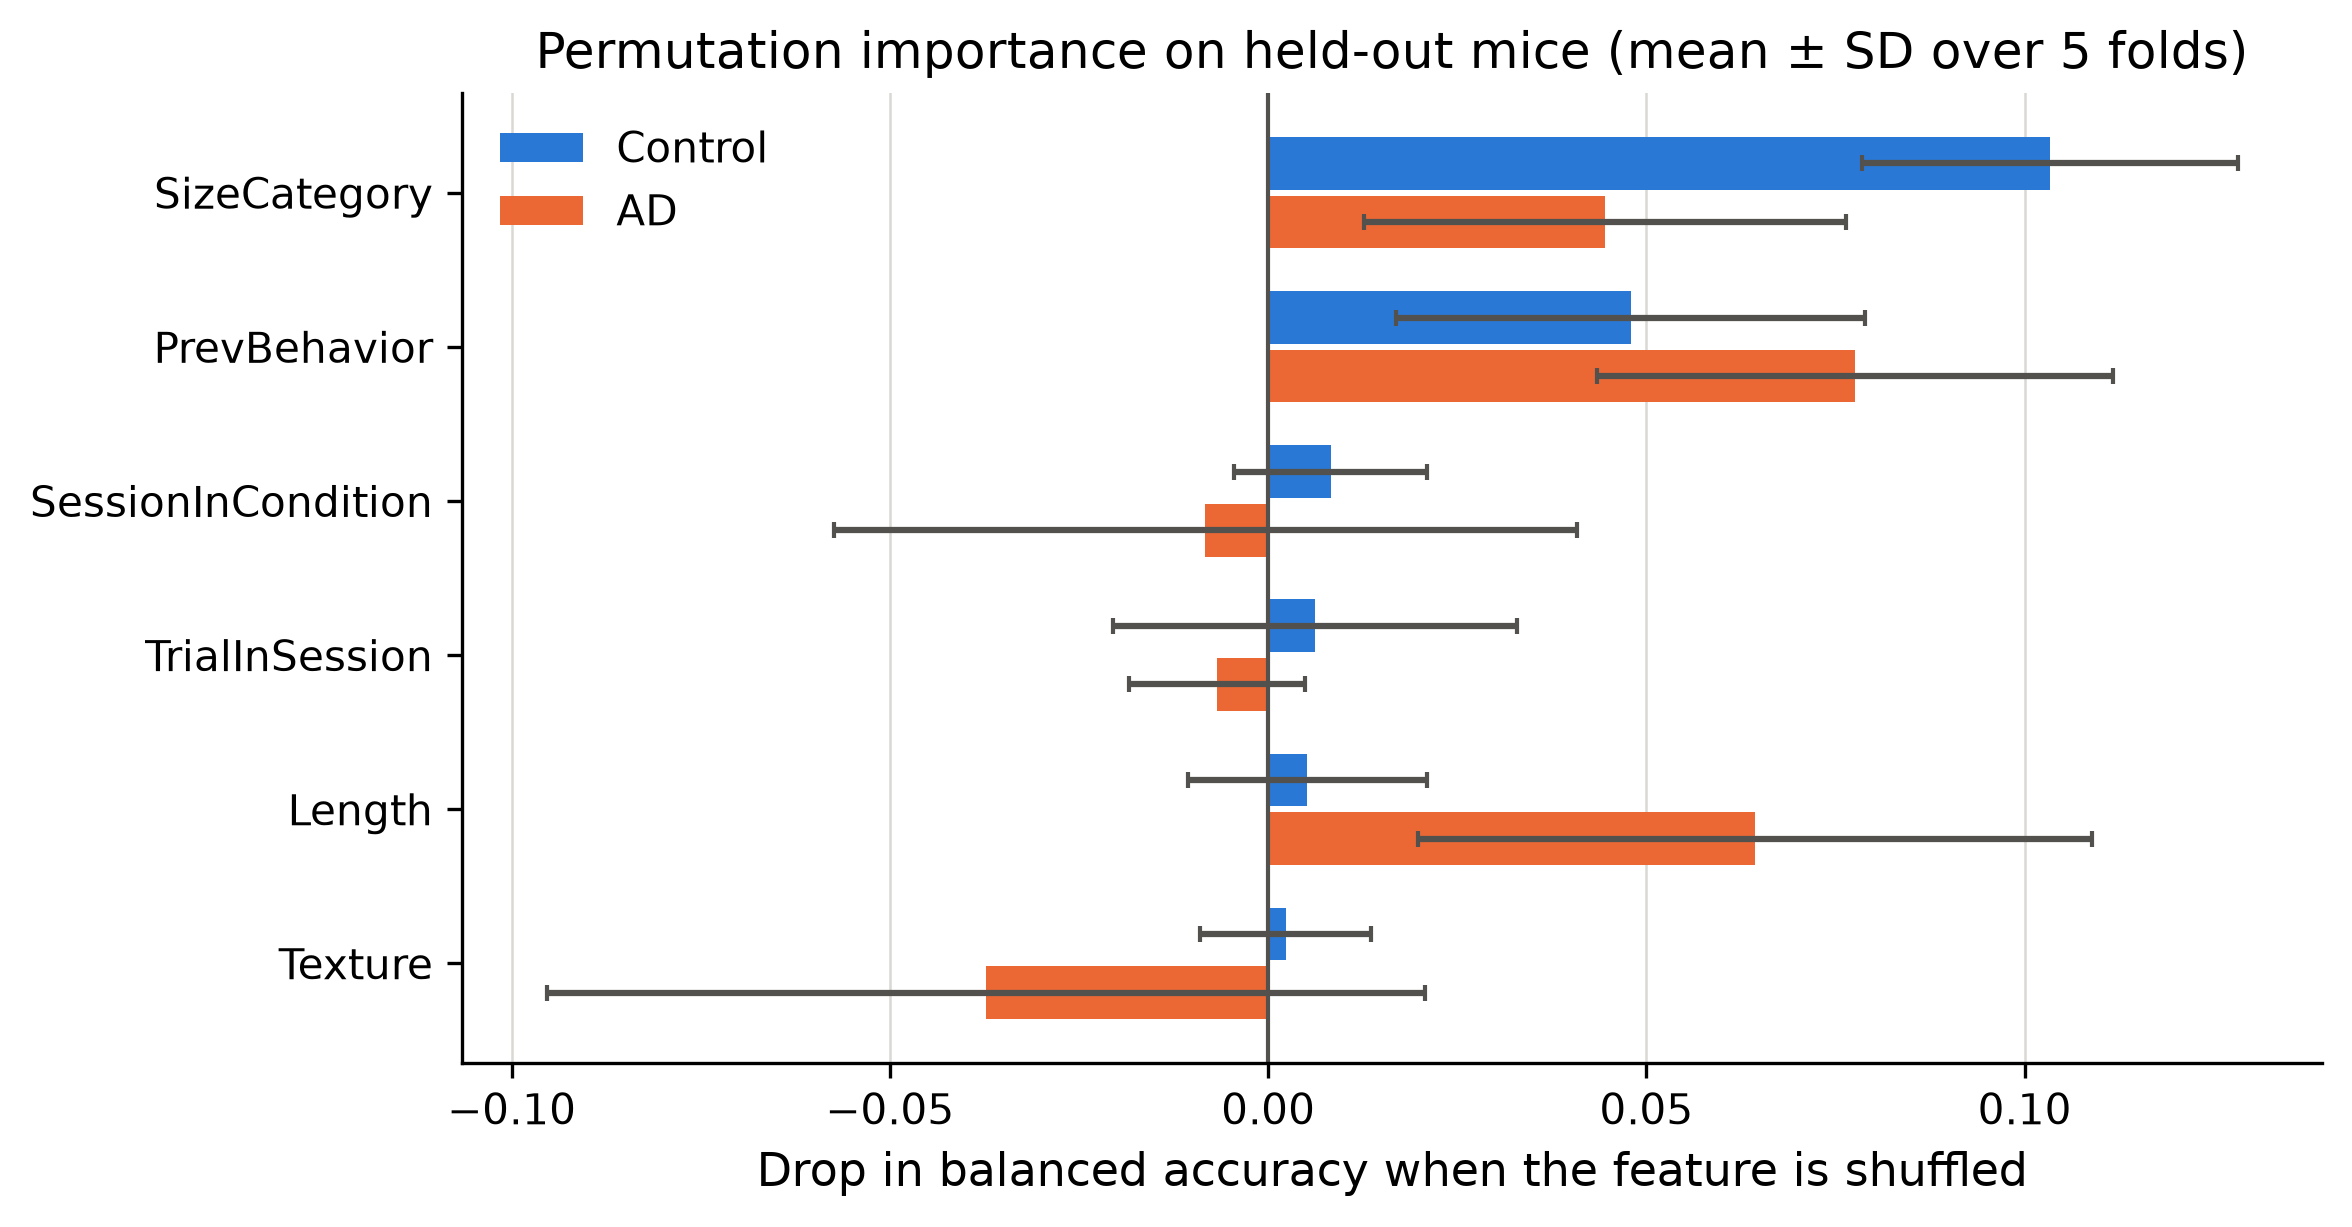 Permutation importance on held-out mice (mean ± SD over 5 folds)
Control
AD
SizeCategory
PrevBehavior
SessionInCondition
TrialInSession
Length
Texture
−0.10 −0.05 0.00 0.05 0.10
Drop in balanced accuracy when the feature is shuffled